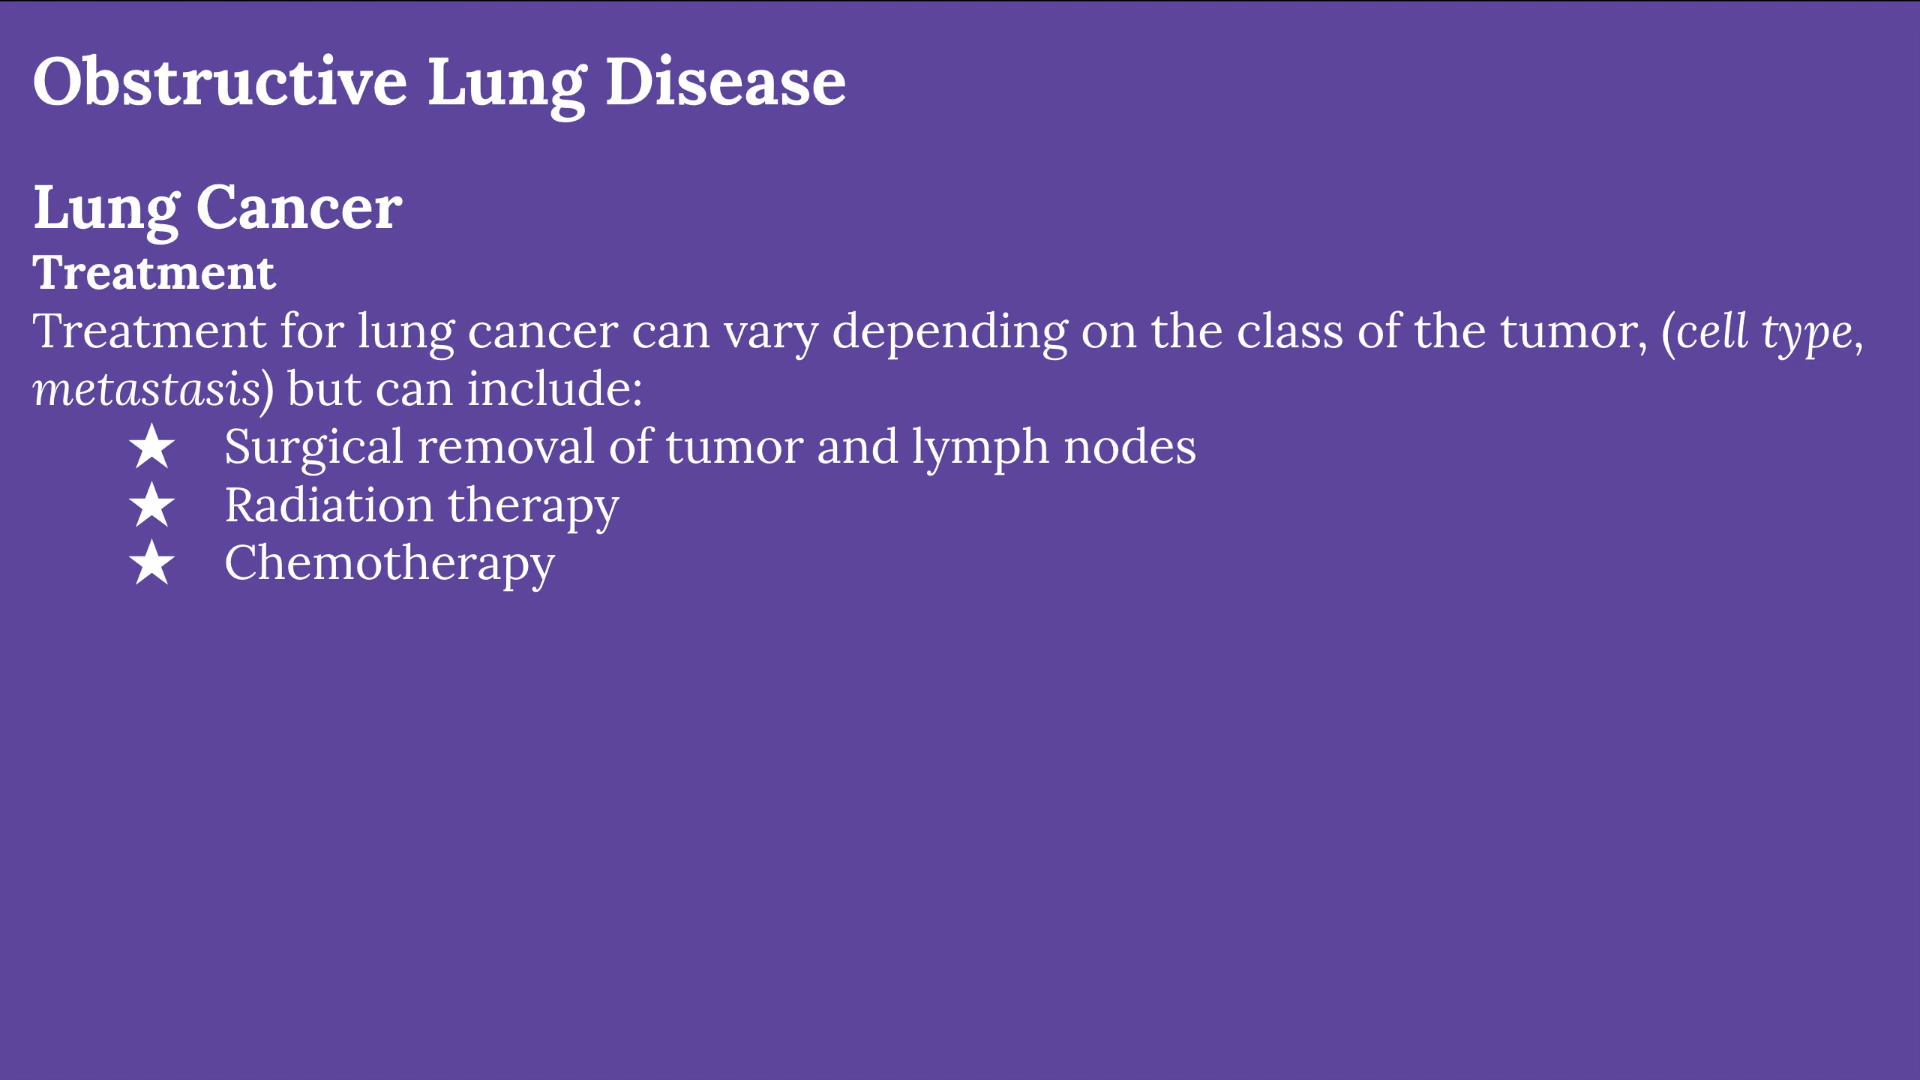 Obstructive Lung Disease
Lung Cancer
Treatment
Treatment for lung cancer can vary depending on the class of the tumor, (cell type,
metastasis) but can include:
★ Surgical removal of tumor and lymph nodes
★ Radiation therapy
★ Chemotherapy